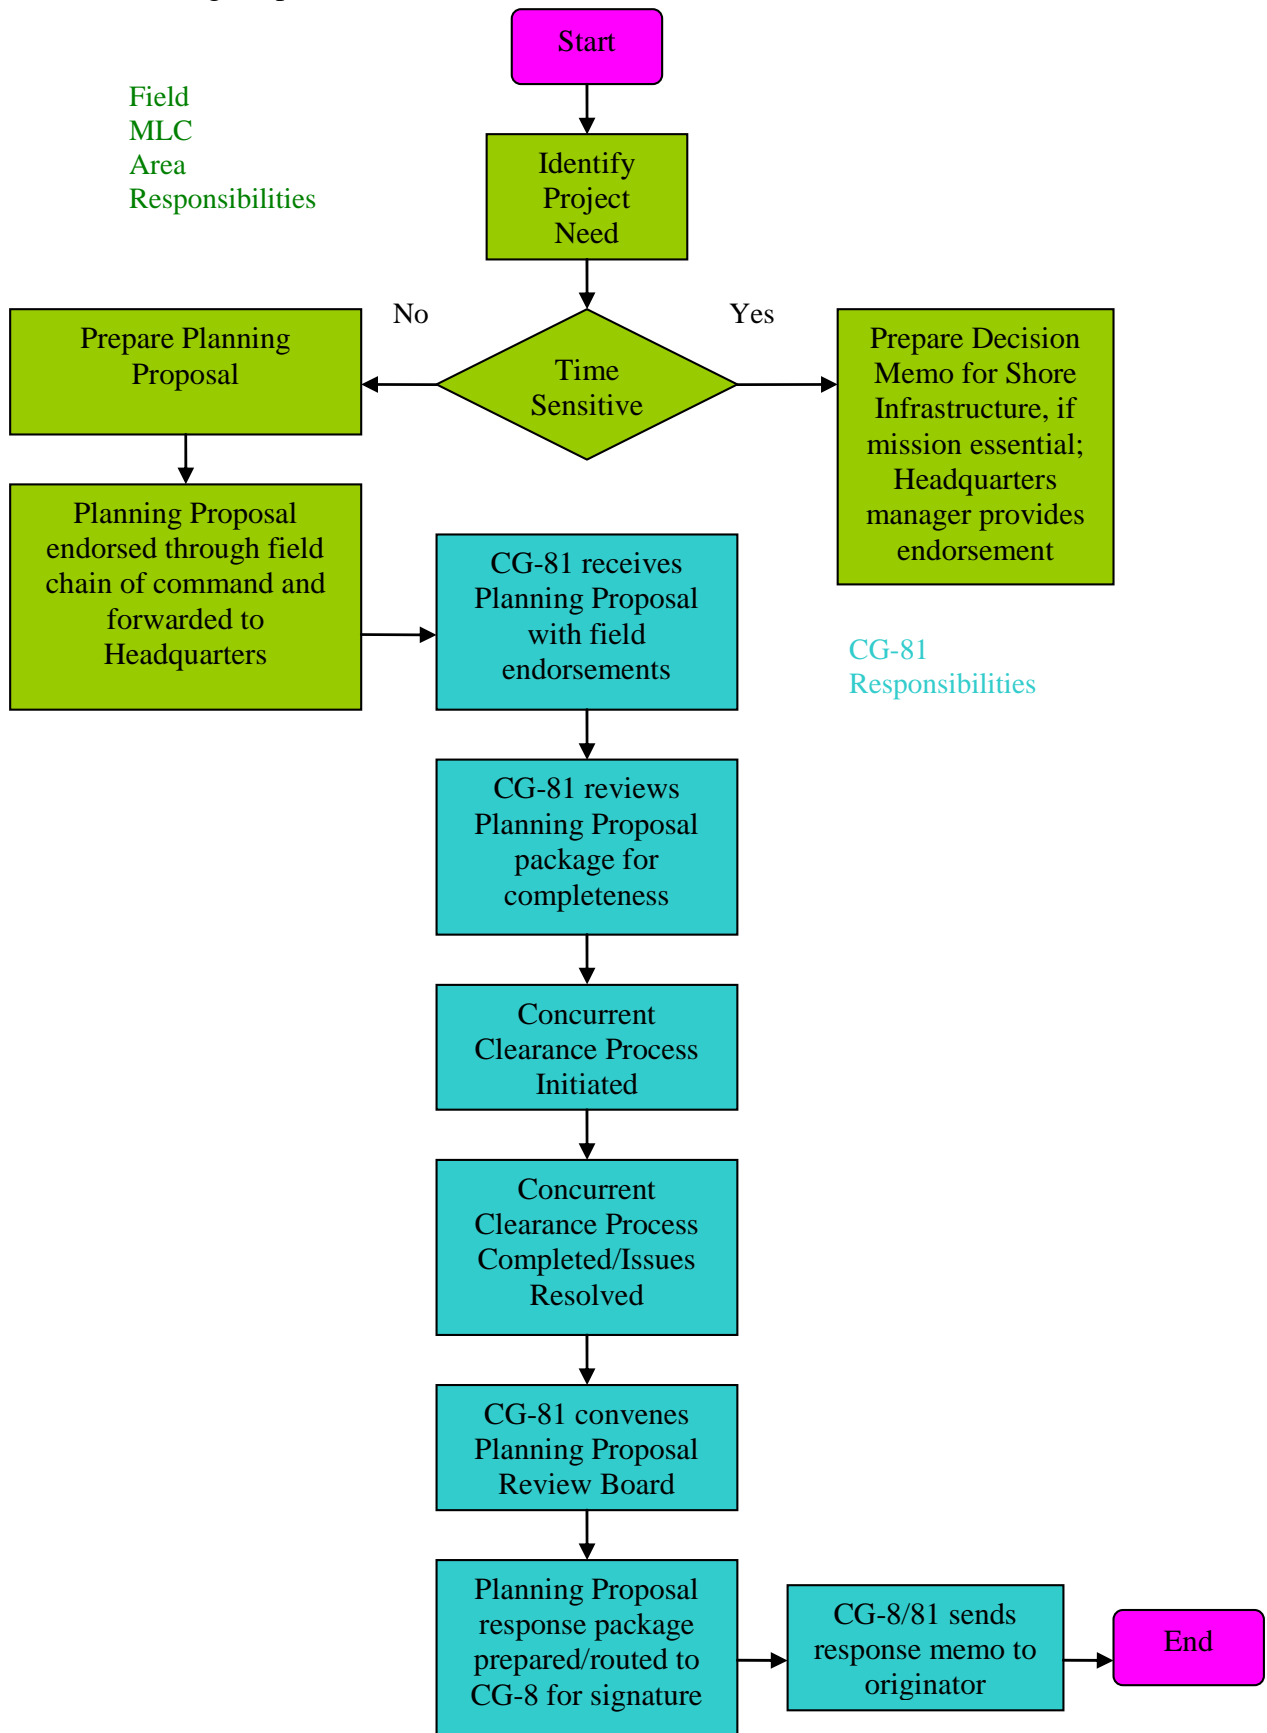 Start
Field
MLC
Area
Responsibilities
Identify
Project
Need
No
Yes
Prepare Planning
Proposal
Time
Sensitive
Prepare Decision
Memo for Shore
Infrastructure, if
mission essential;
Headquarters
manager provides
endorsement
Planning Proposal
endorsed through field
chain of command and
forwarded to
Headquarters
CG-81 receives
Planning Proposal
with field
endorsements
CG-81
Responsibilities
CG-81 reviews
Planning Proposal
package for
completeness
Concurrent
Clearance Process
Initiated
Concurrent
Clearance Process
Completed/Issues
Resolved
CG-81 convenes
Planning Proposal
Review Board
Planning Proposal
response package
prepared/routed to
CG-8 for signature
CG-8/81 sends
response memo to
originator
End